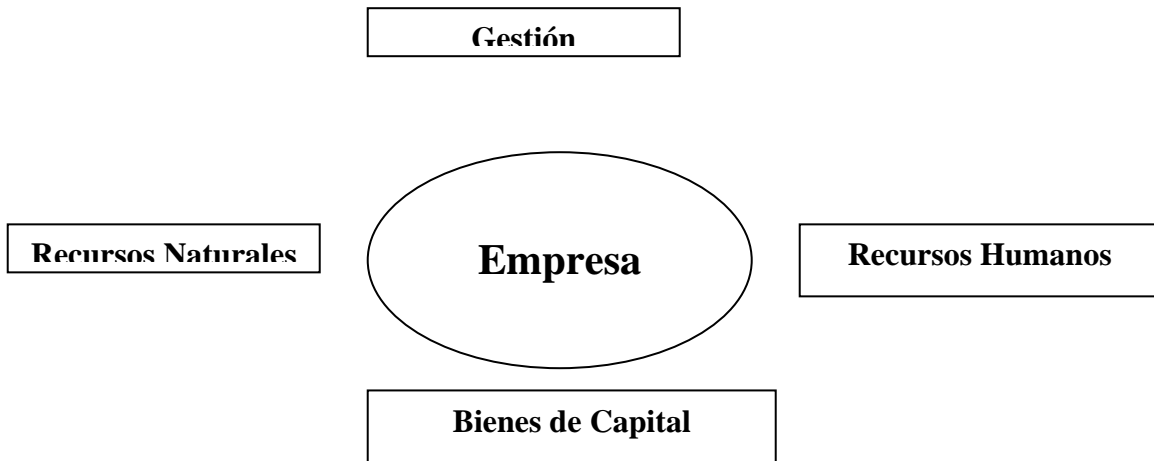 Gestión
Recursos Naturales
Empresa
Recursos Humanos
Bienes de Capital